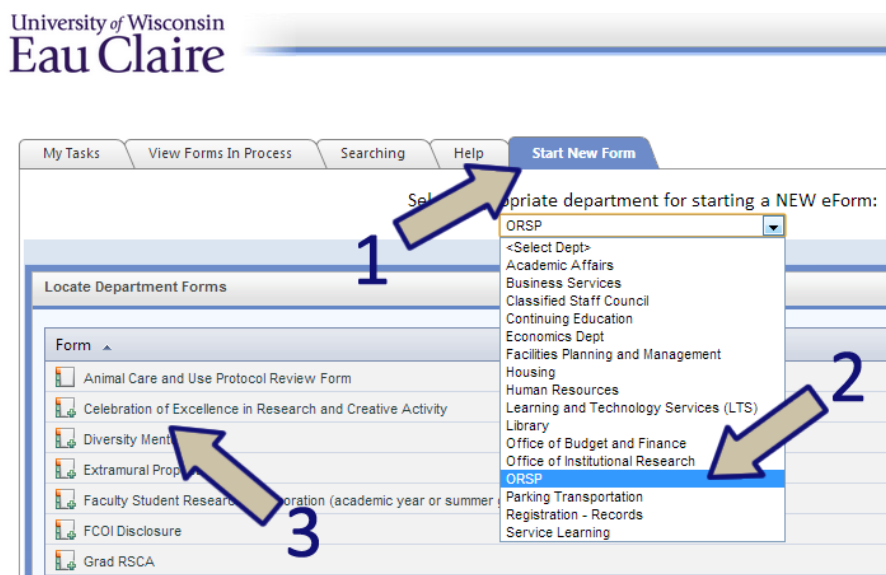 University of Wisconsin
Eau Claire
My Tasks View Forms In Process Searching Help Start New Form
priate department for starting a NEW eForm:
ORSP
1
<Select Dept>
Academic Affairs
Business Services
Classified Staff Council
Continuing Education
Economics Dept
Facilities Planning and Management
Housing
Human Resources
Learning and Technology Services (LTS)
Library
Office of Budget and Finance
Office of Institutional Research
ORSP
Parking Transportation
Registration - Records
Service Learning
2
Locate Department Forms
Form
Animal Care and Use Protocol Review Form
Celebration of Excellence in Research and Creative Activity
Diversity Ment
Extramural Prop
Faculty Student Resear oration (academic year or summer
FCOI Disclosure
Grad RSCA
3